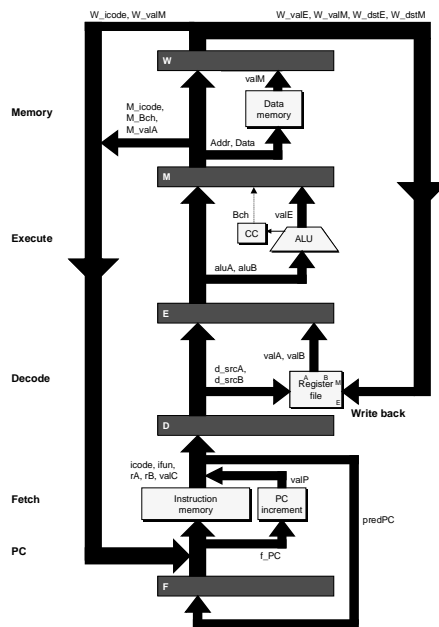 W_icode, W_valM
W_valE, W_valM, W_dstE, W_dstM
W
valM
Memory
M_icode,
M_Bch,
M_valA
Data
memory
Addr, Data
M
Bch
valE
Execute
CC
ALU
aluA, aluB
E
valA, valB
Decode
d_srcA,
d_srcB
A B
M
Register
file
E
Write back
D
icode, ifun,
rA, rB, valC
valP
Fetch
Instruction
memory
PC
increment
predPC
PC
f_PC
F